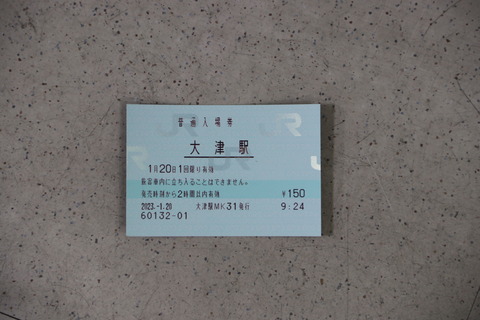 普通入場券
大津駅
1月20日1回限り有効
旅客車内に立ち入ることはできません。
発売時刻から2時間以内有効 ¥150
2023.-1.20 大津駅MK31発行 9:24
60132-01